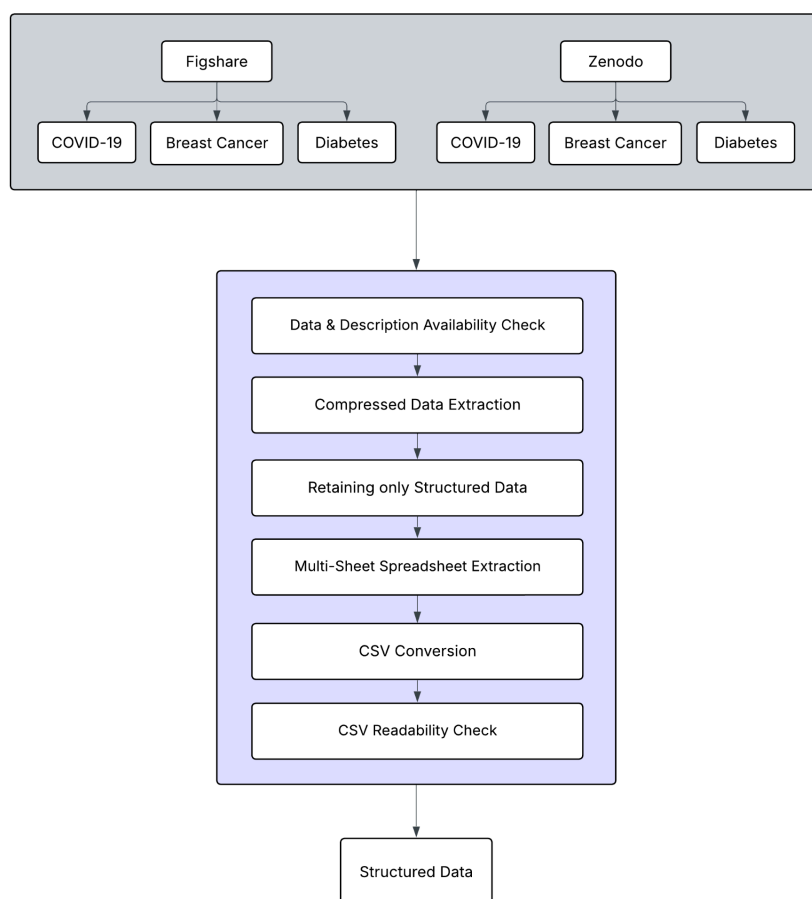 Figshare
Zenodo
COVID-19
Breast Cancer
Diabetes
COVID-19
Breast Cancer
Diabetes
Data & Description Availability Check
Compressed Data Extraction
Retaining only Structured Data
Multi-Sheet Spreadsheet Extraction
CSV Conversion
CSV Readability Check
Structured Data